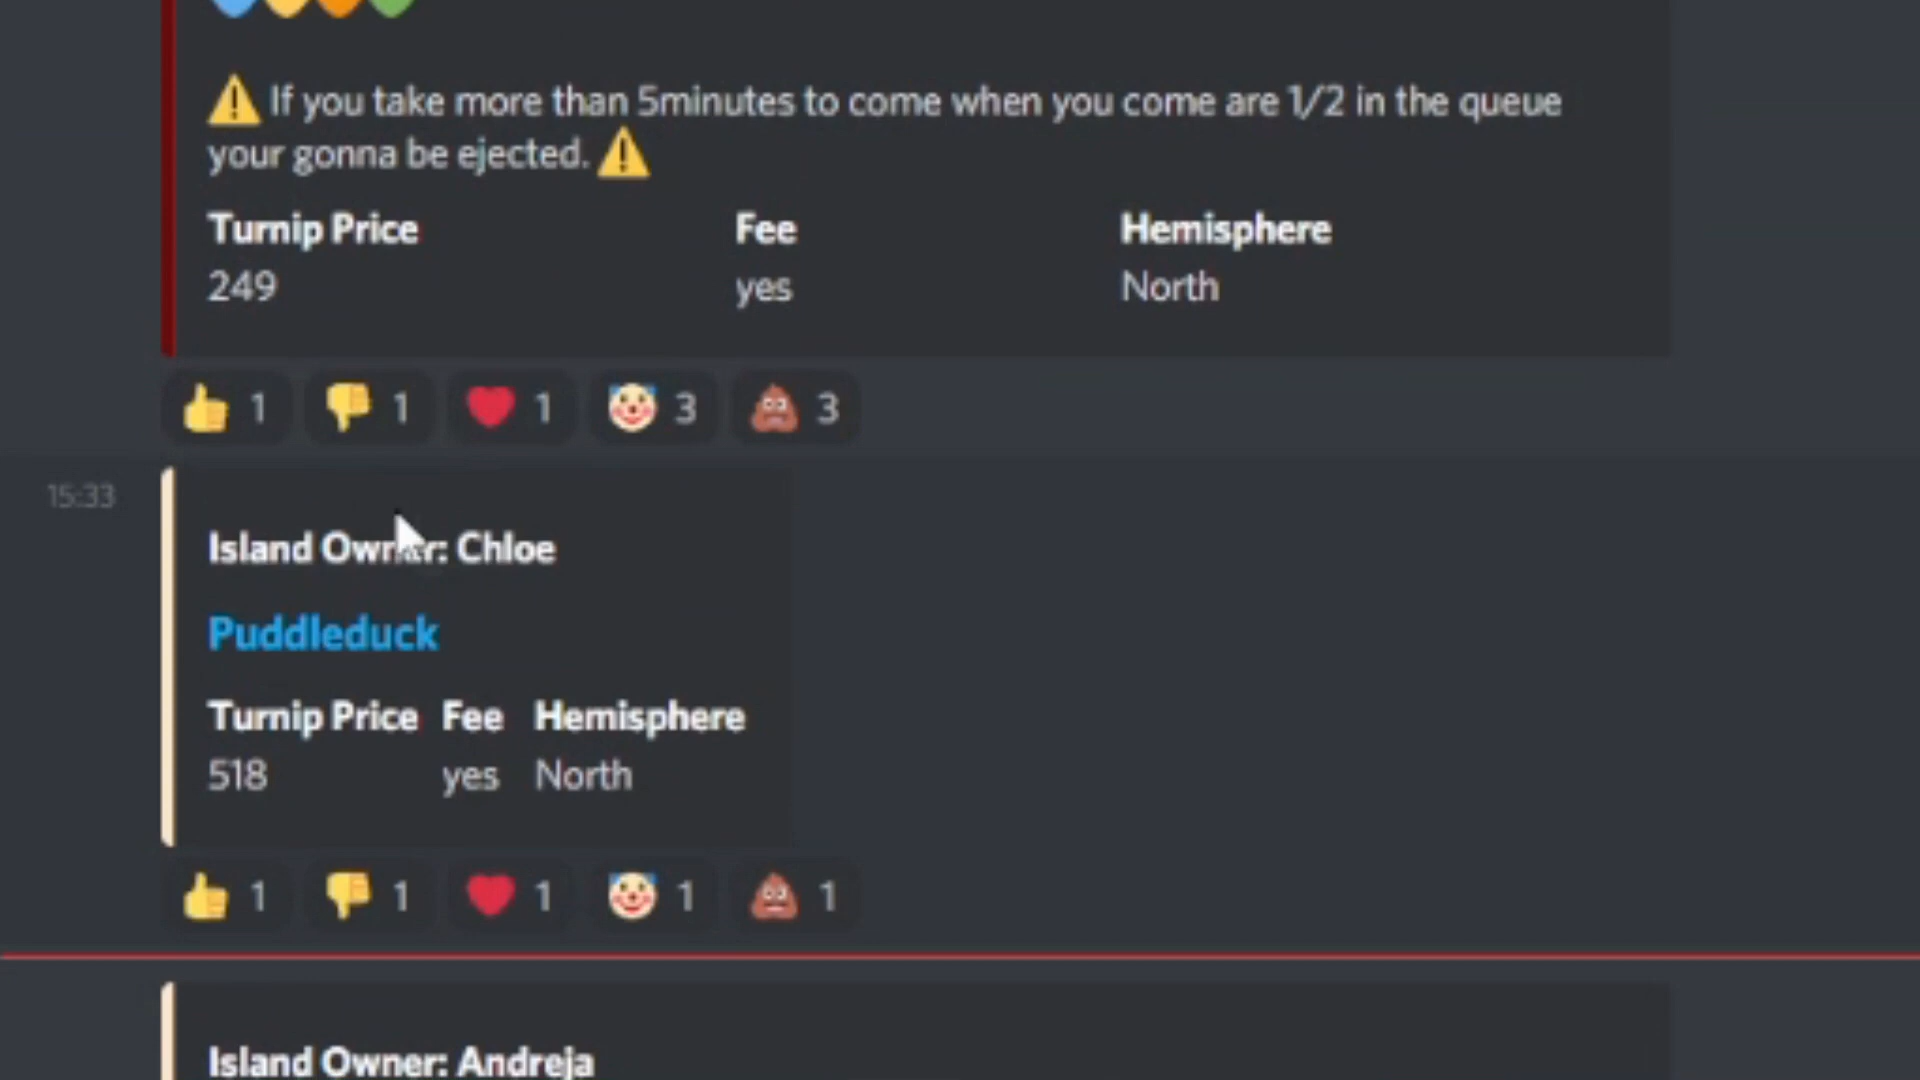 If you take more than 5minutes to come when you come are 1/2 in the queue
your gonna be ejected.
Turnip Price Fee Hemisphere
249 yes North
1 1 1 3 3
15:33
Island Owner: Chloe
Puddleduck
Turnip Price Fee Hemisphere
518 yes North
1 1 1 1 1
Island Owner: Andreja